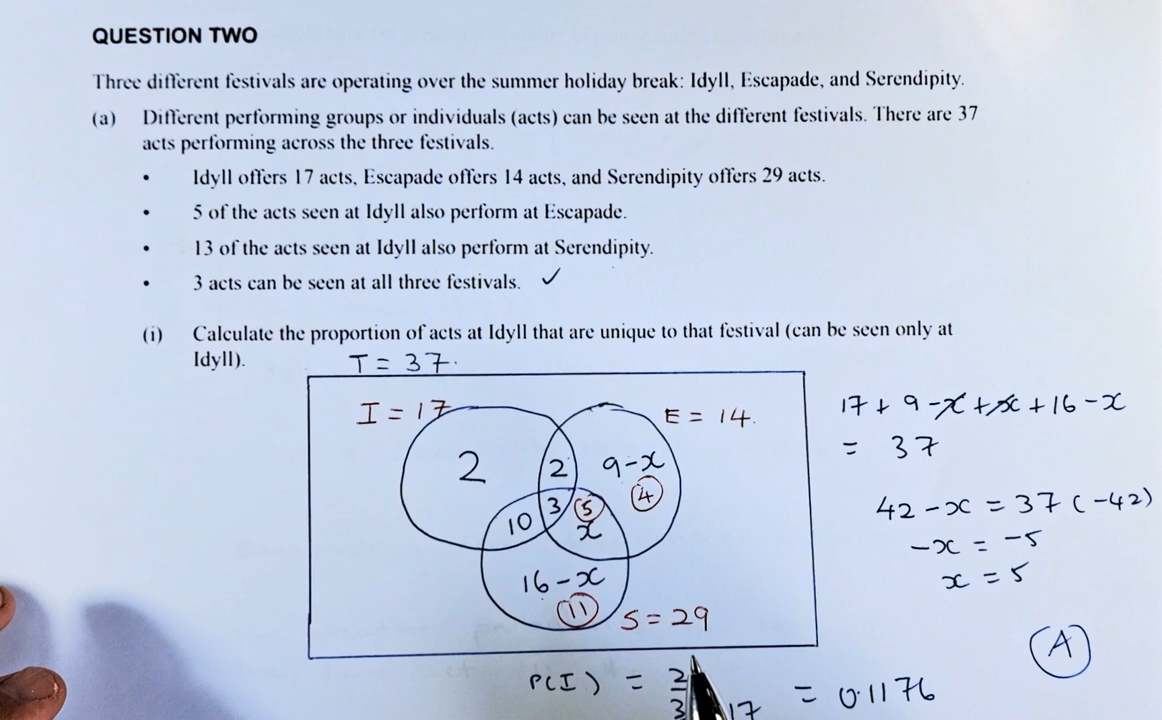 QUESTION TWO
Three different festivals are operating over the summer holiday break: Idyll, Escapade, and Serendipity.
(a) Different performing groups or individuals (acts) can be seen at the different festivals. There are 37
acts performing across the three festivals.
• Idyll offers 17 acts, Escapade offers 14 acts, and Serendipity offers 29 acts.
• 5 of the acts seen at Idyll also perform at Escapade.
• 13 of the acts seen at Idyll also perform at Serendipity.
• 3 acts can be seen at all three festivals. ✓
(i) Calculate the proportion of acts at Idyll that are unique to that festival (can be seen only at
Idyll).
T = 37.
I = 17
E = 14.
2
2
9-x
4
10
3
5
x
16-x
11
S = 29
17 + 9 - x + x + 16 - x
= 37
42 - x = 37 (-42)
-x = -5
x = 5
A
P(I) = 2
3 17 = 0.1176